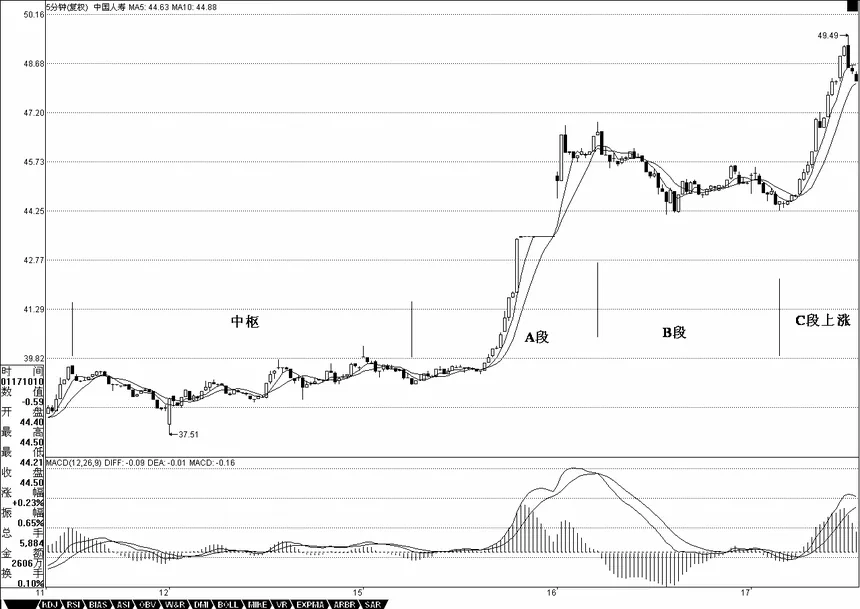 5分钟(复权) 中国人寿 MA5: 44.63 MA10: 44.88
50.16
49.49
48.68
47.20
45.73
44.25
42.77
41.29
中枢
A段
B段
C段上涨
39.82
37.51
时 间
01171010
数 值
-0.59
开 盘
44.40
最 高
44.50
最 低
44.21
收 盘
44.50
涨 幅
+0.23%
振 幅
0.65%
总 手
5,884
金 额
2606万
换 手
0.10%
MACD(12,26,9) DIFF: -0.09 DEA: -0.01 MACD: -0.16
11 12 15 16 17
KDJ RSI BIAS ASI OBV W&R DMI BOLL MIKE VR EXPMA ARBR SAR